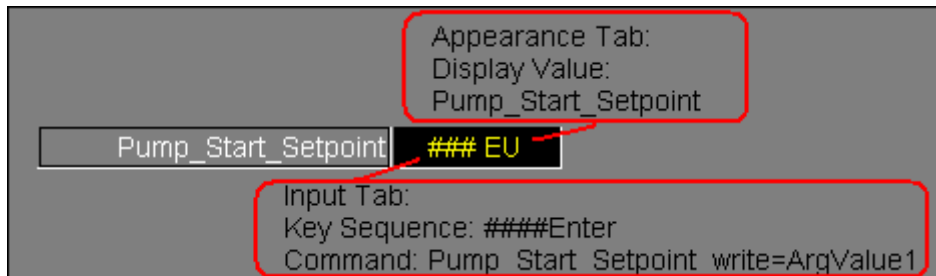 Appearance Tab:
Display Value:
Pump_Start_Setpoint
Pump_Start_Setpoint ### EU
Input Tab:
Key Sequence: ####Enter
Command: Pump_Start_Setpoint_write=ArgValue1